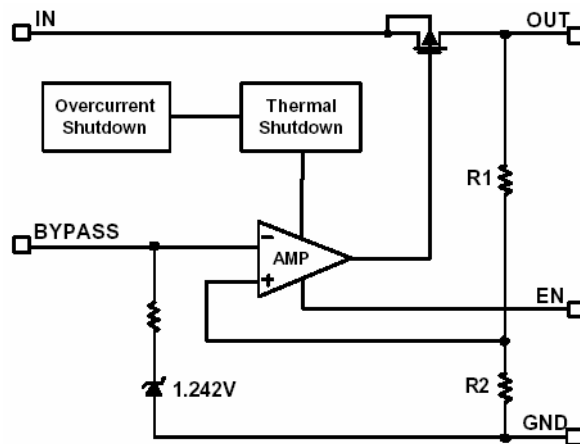 IN
OUT
Overcurrent
Shutdown
Thermal
Shutdown
R1
BYPASS
−
AMP
+
EN
1.242V
R2
GND